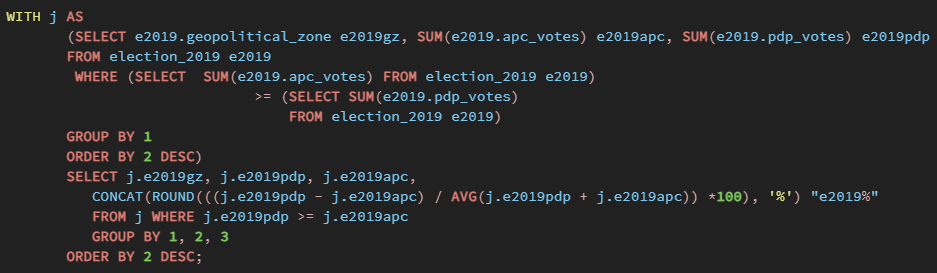 WITH j AS
(SELECT e2019.geopolitical_zone e2019gz, SUM(e2019.apc_votes) e2019apc, SUM(e2019.pdp_votes) e2019pdp
FROM election_2019 e2019
WHERE (SELECT  SUM(e2019.apc_votes) FROM election_2019 e2019)
>= (SELECT SUM(e2019.pdp_votes)
FROM election_2019 e2019)
GROUP BY 1
ORDER BY 2 DESC)
SELECT j.e2019gz, j.e2019pdp, j.e2019apc,
CONCAT(ROUND(((j.e2019pdp - j.e2019apc) / AVG(j.e2019pdp + j.e2019apc)) *100), '%') "e2019%"
FROM j WHERE j.e2019pdp >= j.e2019apc
GROUP BY 1, 2, 3
ORDER BY 2 DESC;